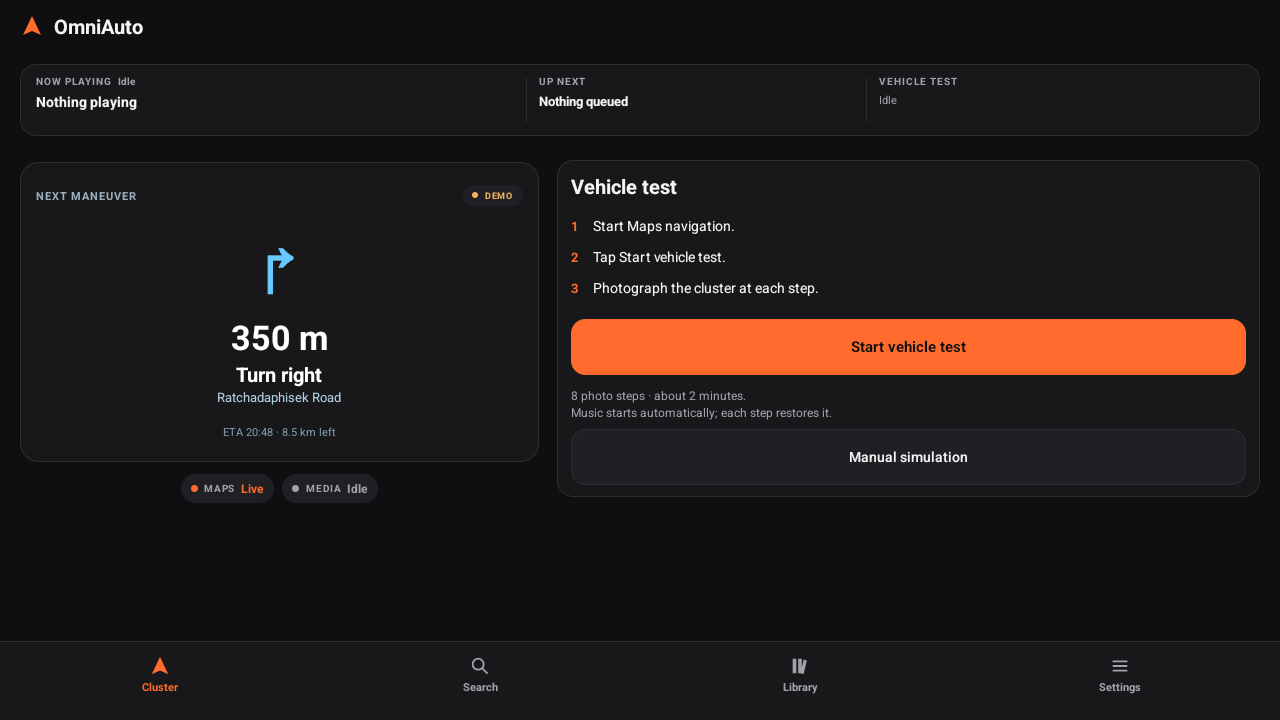 OmniAuto
NOW PLAYING Idle
Nothing playing
UP NEXT
Nothing queued
VEHICLE TEST
Idle
NEXT MANEUVER
DEMO
350 m
Turn right
Ratchadaphisek Road
ETA 20:48 · 8.5 km left
MAPS Live
MEDIA Idle
Vehicle test
1 Start Maps navigation.
2 Tap Start vehicle test.
3 Photograph the cluster at each step.
Start vehicle test
8 photo steps · about 2 minutes.
Music starts automatically; each step restores it.
Manual simulation
Cluster
Search
Library
Settings